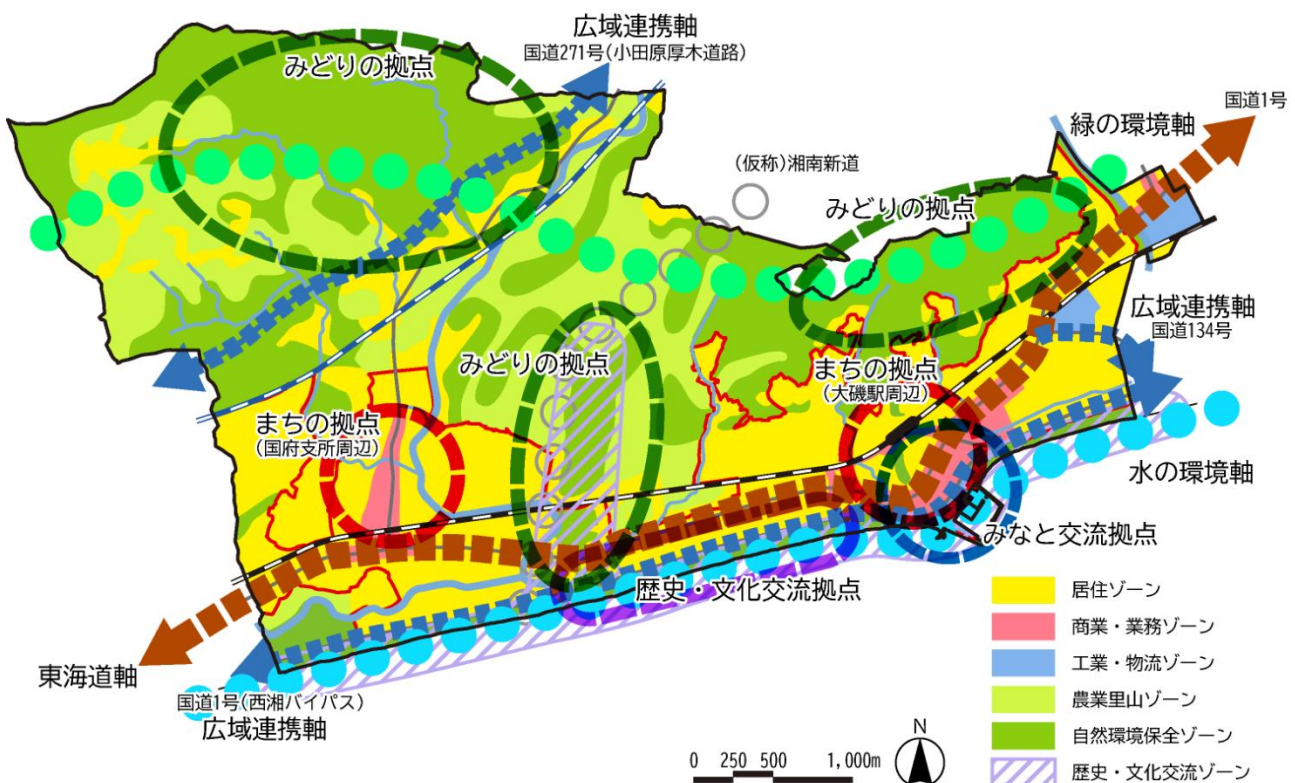 広域連携軸
国道271号(小田原厚木道路)
みどりの拠点
国道1号
緑の環境軸
(仮称)湘南新道
みどりの拠点
広域連携軸
国道134号
みどりの拠点
まちの拠点
(大磯駅周辺)
まちの拠点
(国府支所周辺)
水の環境軸
みなと交流拠点
歴史・文化交流拠点
東海道軸
国道1号(西湘バイパス)
広域連携軸
居住ゾーン
商業・業務ゾーン
工業・物流ゾーン
農業里山ゾーン
自然環境保全ゾーン
歴史・文化交流ゾーン
N
0 250 500 1,000m